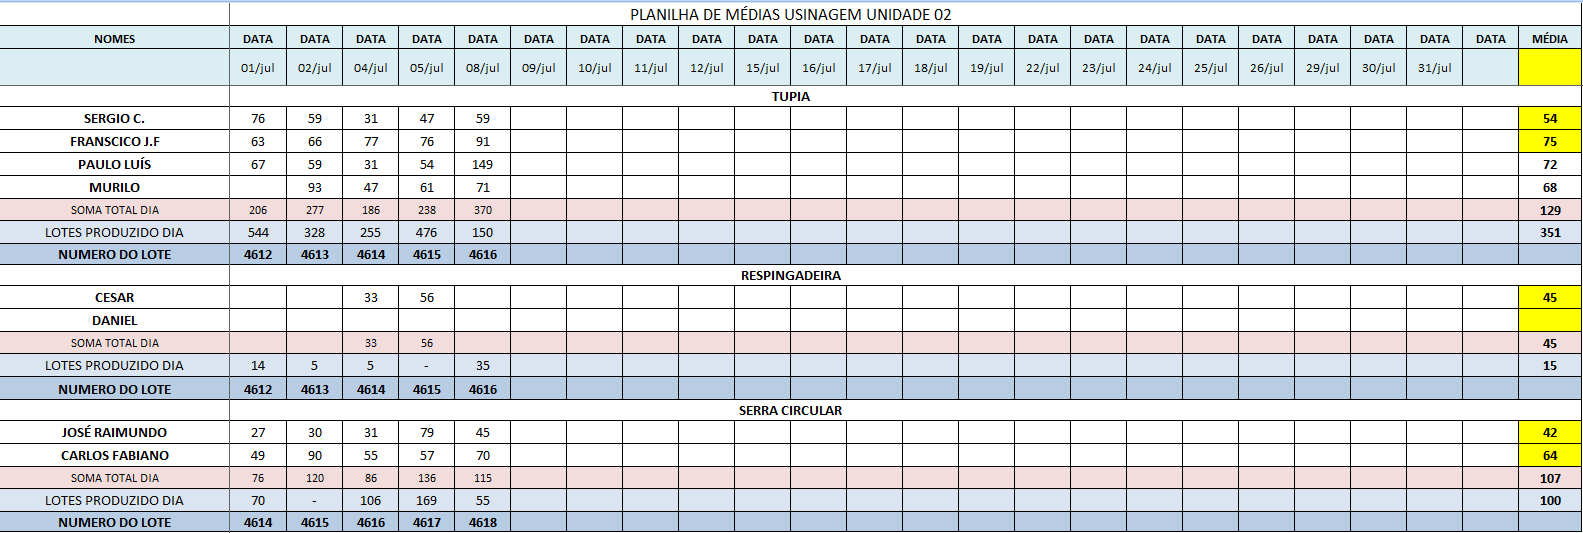 PLANILHA DE MÉDIAS USINAGEM UNIDADE 02
NOMES DATA DATA DATA DATA DATA DATA DATA DATA DATA DATA DATA DATA DATA DATA DATA DATA DATA DATA DATA DATA DATA DATA DATA MÉDIA
01/jul 02/jul 04/jul 05/jul 08/jul 09/jul 10/jul 11/jul 12/jul 15/jul 16/jul 17/jul 18/jul 19/jul 22/jul 23/jul 24/jul 25/jul 26/jul 29/jul 30/jul 31/jul
TUPIA
SERGIO C. 76 59 31 47 59 54
FRANSCICO J.F 63 66 77 76 91 75
PAULO LUÍS 67 59 31 54 149 72
MURILO 93 47 61 71 68
SOMA TOTAL DIA 206 277 186 238 370 129
LOTES PRODUZIDO DIA 544 328 255 476 150 351
NUMERO DO LOTE 4612 4613 4614 4615 4616
RESPINGADEIRA
CESAR 33 56 45
DANIEL
SOMA TOTAL DIA 33 56 45
LOTES PRODUZIDO DIA 14 5 5 - 35 15
NUMERO DO LOTE 4612 4613 4614 4615 4616
SERRA CIRCULAR
JOSÉ RAIMUNDO 27 30 31 79 45 42
CARLOS FABIANO 49 90 55 57 70 64
SOMA TOTAL DIA 76 120 86 136 115 107
LOTES PRODUZIDO DIA 70 - 106 169 55 100
NUMERO DO LOTE 4614 4615 4616 4617 4618